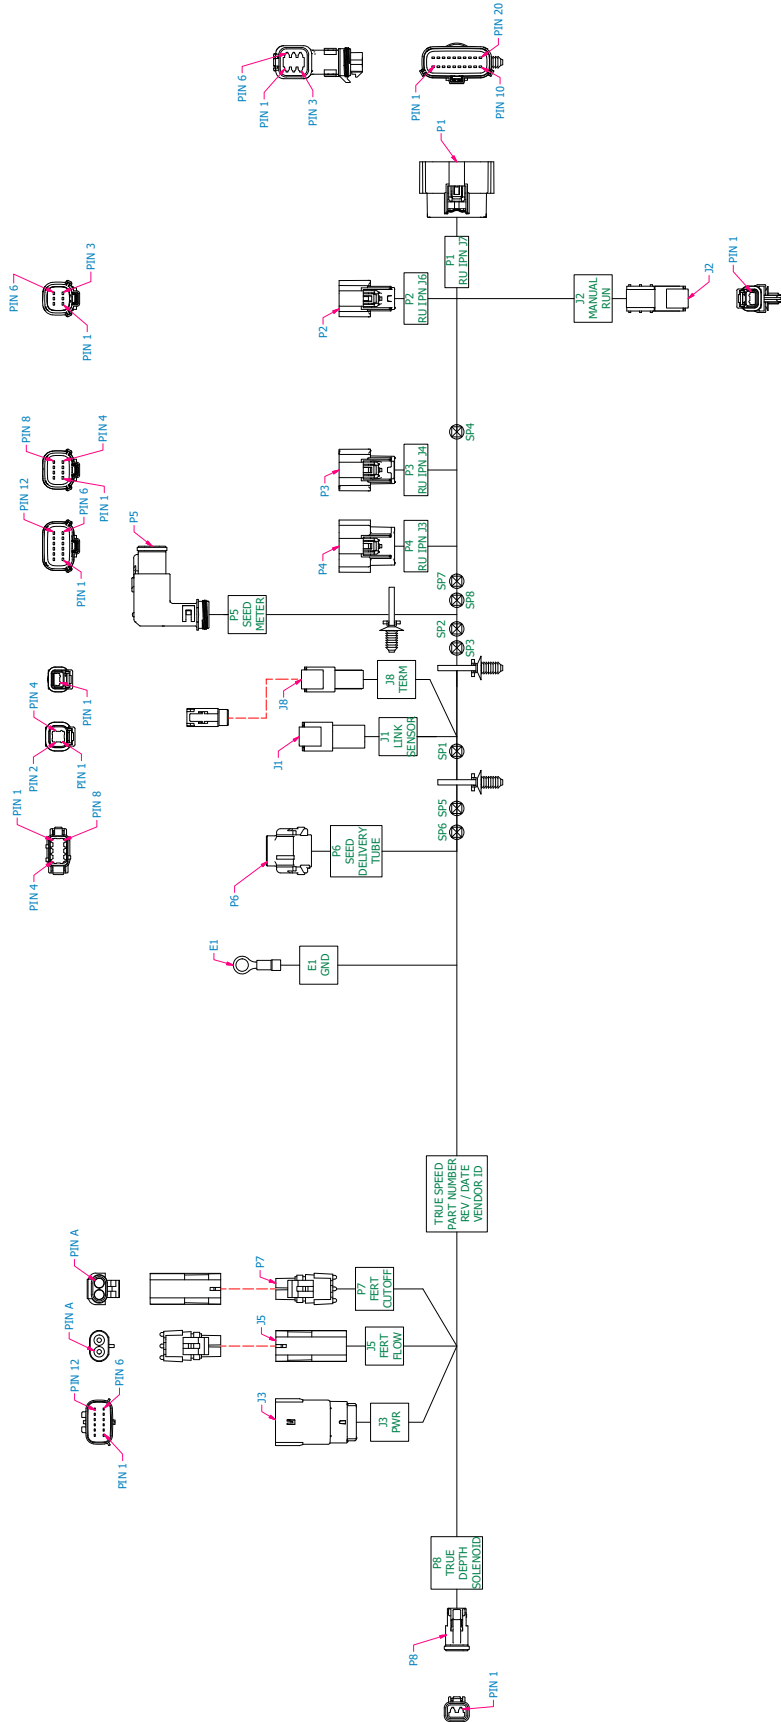 PIN 20
PIN 1
PIN 10
PIN 6
PIN 1
PIN 3
P1
P1
RU IPN J7
PIN 6
PIN 3
PIN 1
P2
P2
RU IPN J6
J2
MANUAL
RUN
J2
PIN 1
SP4
PIN 8
PIN 4
PIN 1
P3
P3
RU IPN J4
PIN 12
PIN 6
PIN 1
P4
P4
RU IPN J3
P5
P5
SEED
METER
SP7
SP8
SP2
SP3
PIN 4
PIN 1
J8
J8
TERM
PIN 2
PIN 1
J1
J1
LINK
SENSOR
SP1
SP5
SP6
PIN 1
PIN 8
PIN 4
P6
P6
SEED
DELIVERY
TUBE
E1
E1
GND
TRUE SPEED
PART NUMBER
REV / DATE
VENDOR ID
PIN A
P7
P7
FERT
CUTOFF
PIN A
J5
J5
FERT
FLOW
PIN 12
PIN 6
PIN 1
J3
J3
PWR
P8
TRUE
DEPTH
SOLENOID
P8
PIN 1